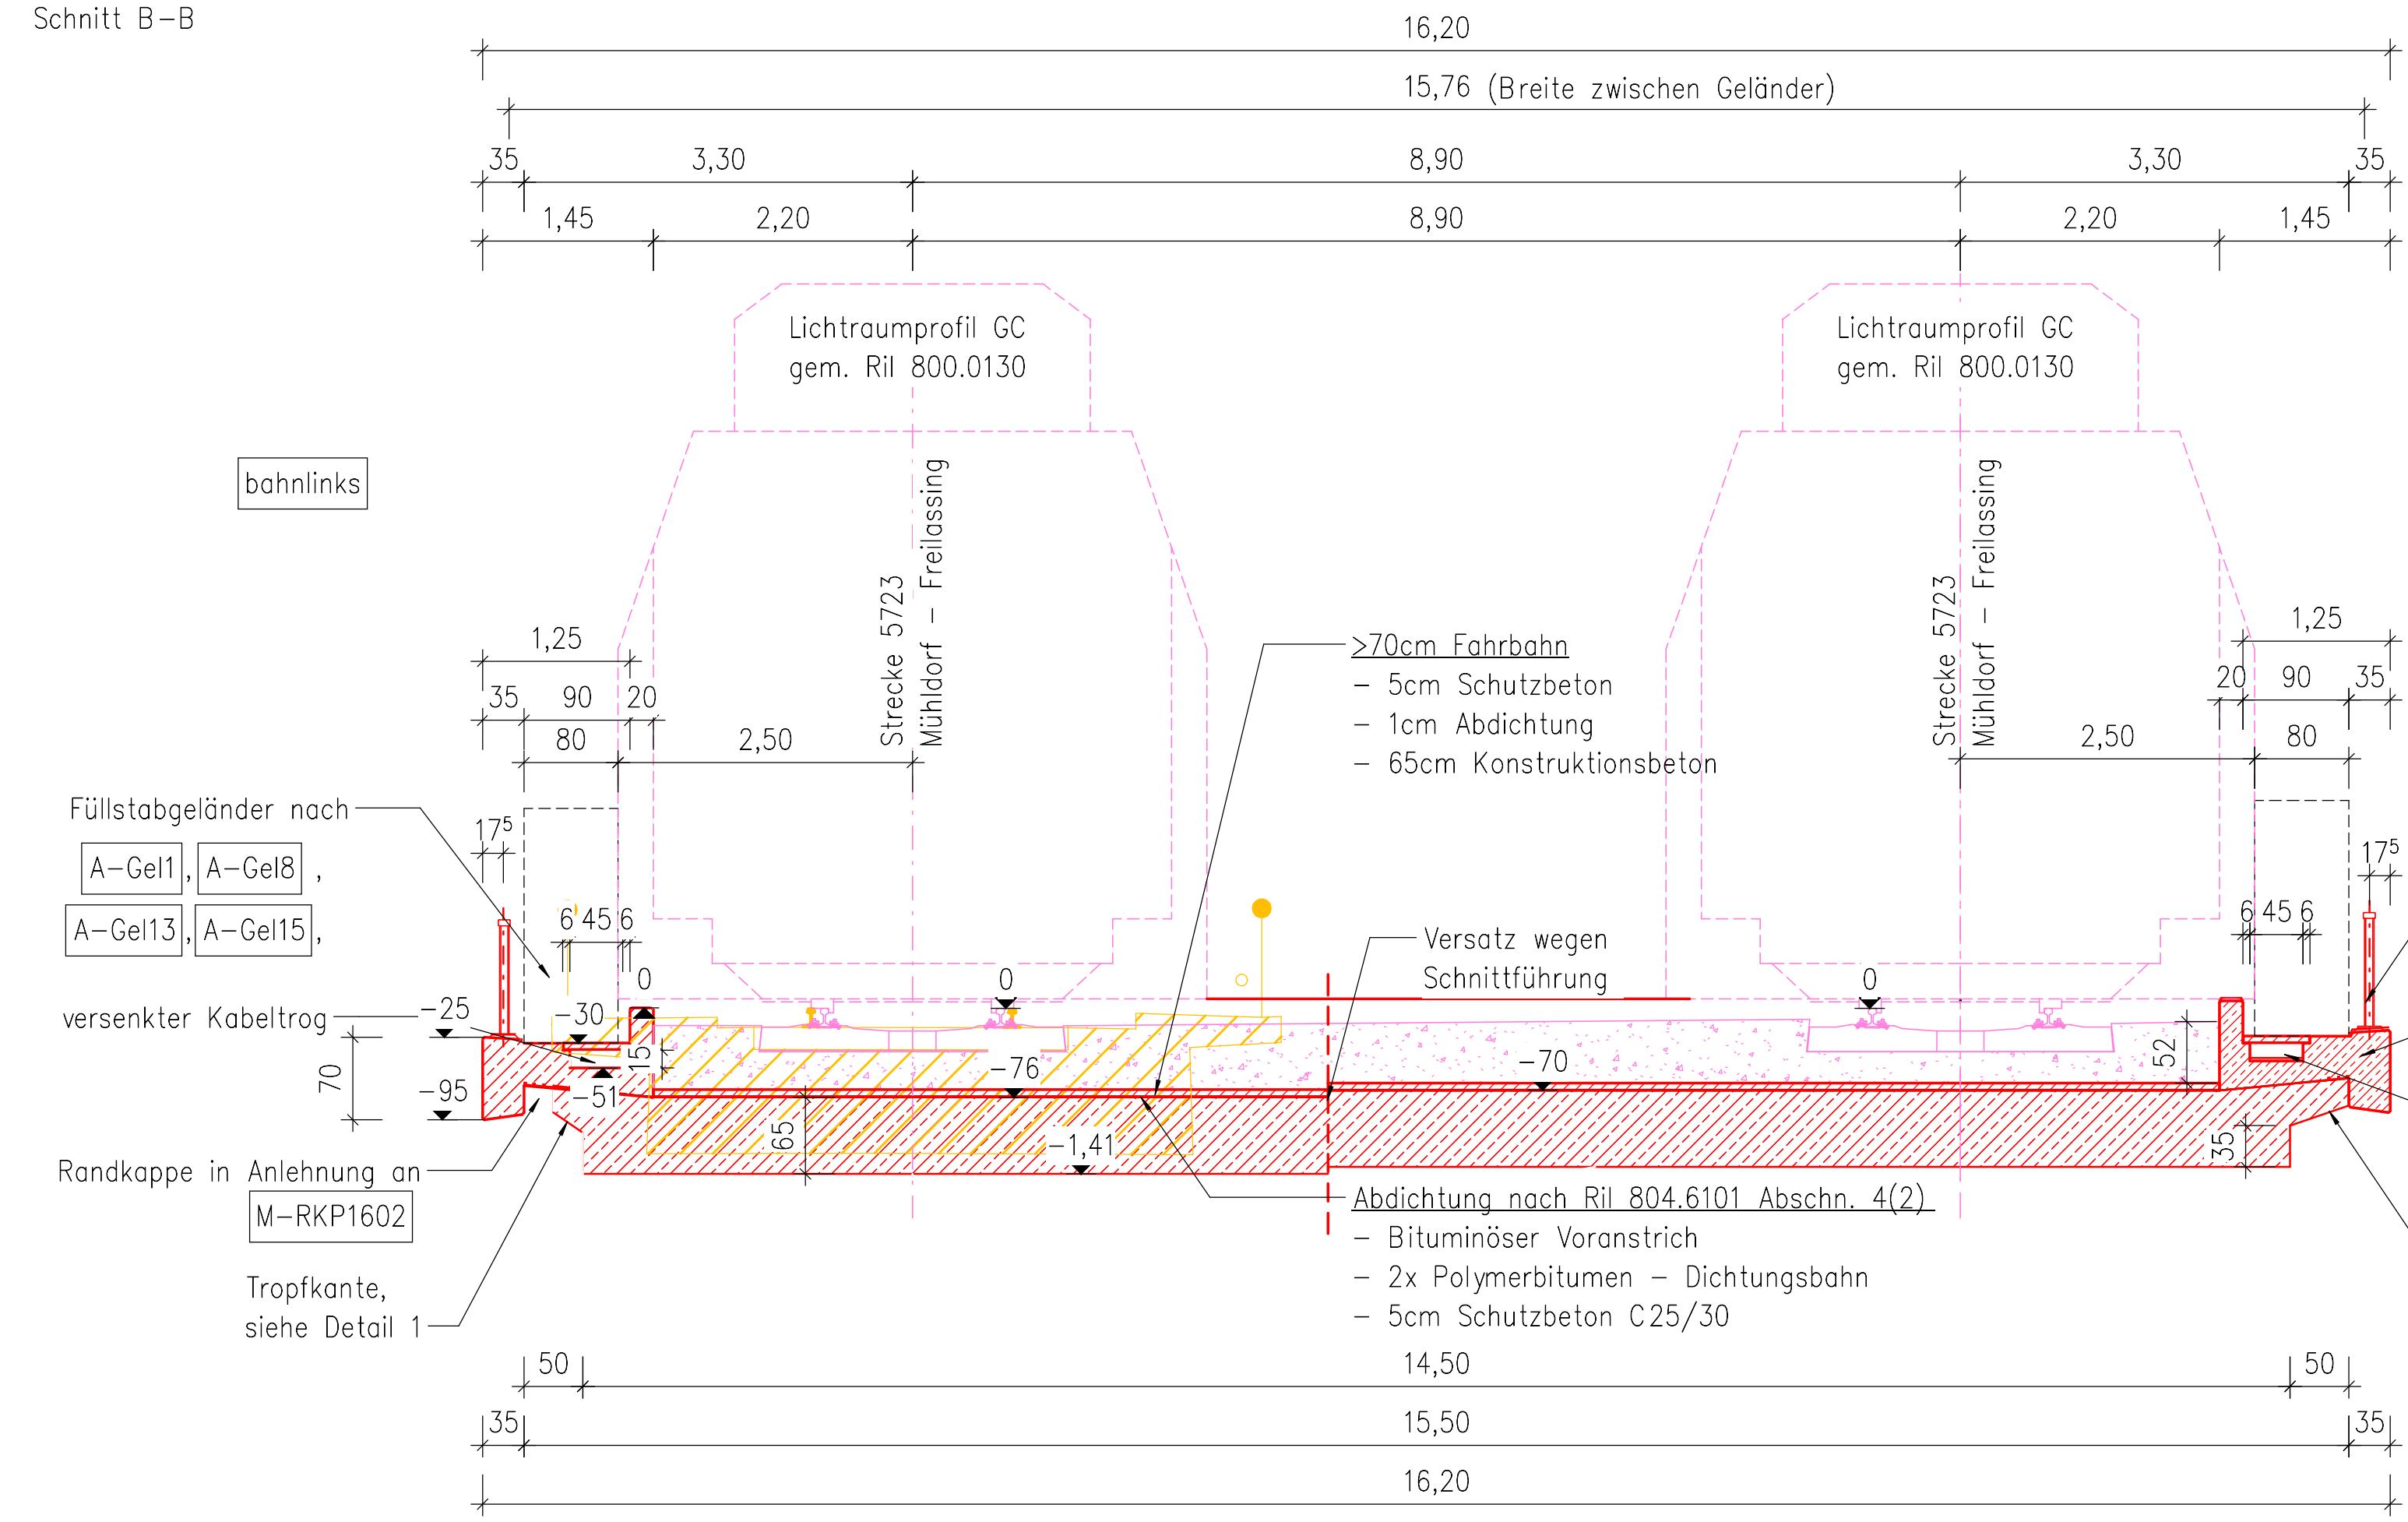 Schnitt B-B
16,20
15,76 (Breite zwischen Geländer)
35 3,30 8,90 3,30 35
1,45 2,20 8,90 2,20 1,45
Lichtraumprofil GC
gem. Ril 800.0130
Lichtraumprofil GC
gem. Ril 800.0130
bahnlinks
Strecke 5723
Mühldorf - Freilassing
Strecke 5723
Mühldorf - Freilassing
1,25
35 90 20
80 2,50
1,25
20 90 35
2,50 80
>70cm Fahrbahn
- 5cm Schutzbeton
- 1cm Abdichtung
- 65cm Konstruktionsbeton
Füllstabgeländer nach
A-Gel1, A-Gel8 ,
A-Gel13, A-Gel15,
17⁵
17⁵
6 45 6
6 45 6
Versatz wegen
Schnittführung
0
0
0
versenkter Kabeltrog
-25
-30
15
-51
70
-95
-76
-70
52
65
-1,41
35
Randkappe in Anlehnung an
M-RKP1602
Tropfkante,
siehe Detail 1
Abdichtung nach Ril 804.6101 Abschn. 4(2)
- Bituminöser Voranstrich
- 2x Polymerbitumen - Dichtungsbahn
- 5cm Schutzbeton C25/30
50 14,50 50
35 15,50 35
16,20